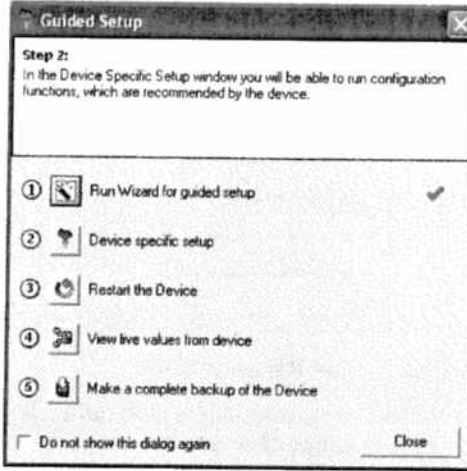 Guided Setup
Step 2:
In the Device Specific Setup window you will be able to run configuration
functions, which are recommended by the device.
1 Run Wizard for guided setup
2 Device specific setup
3 Restart the Device
4 View live values from device
5 Make a complete backup of the Device
Do not show this dialog again
Close